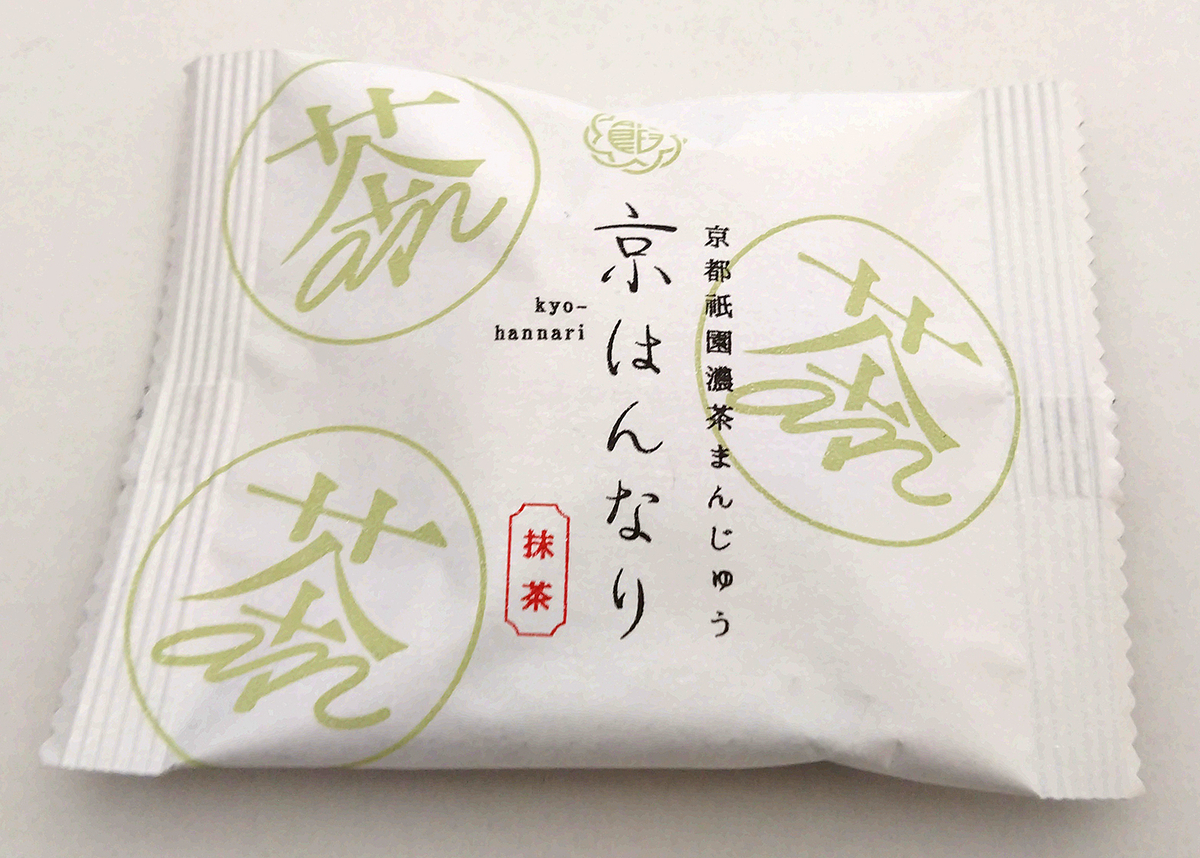 京都祇園濃茶まんじゅう
京はんなり
kyo-
hannari
抹茶
茶
茶
茶